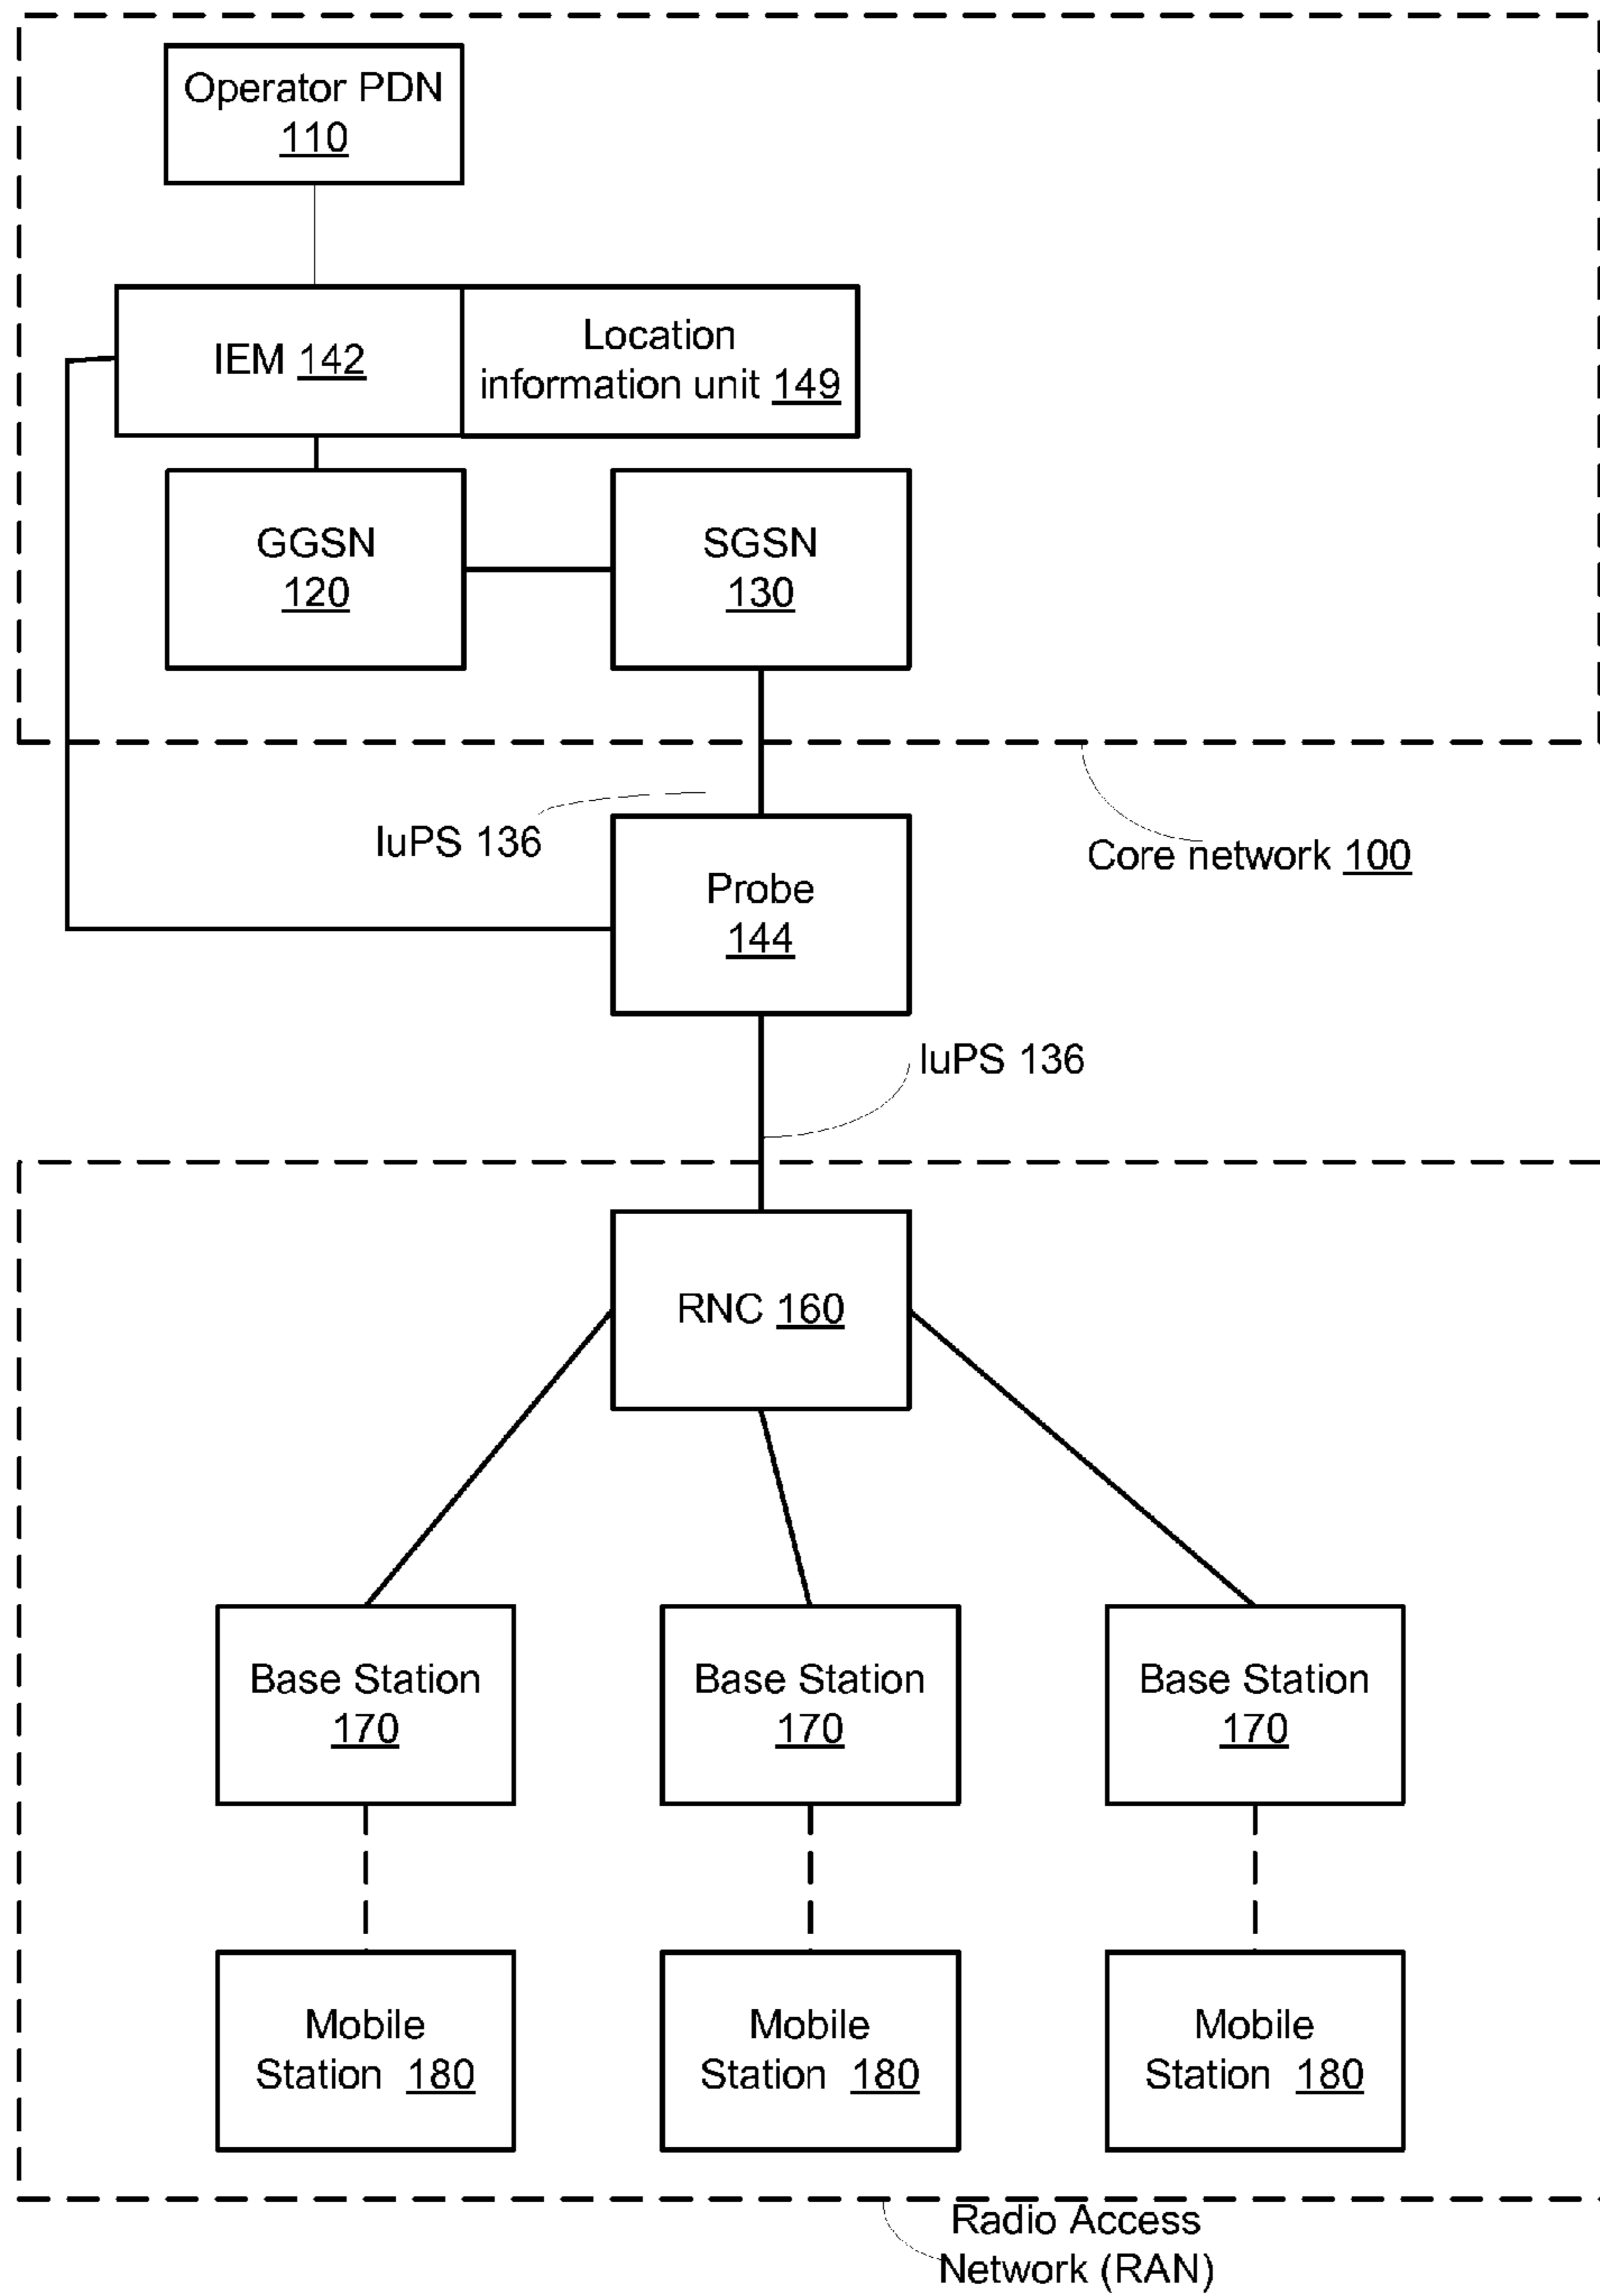 Operator PDN
110
IEM 142
Location
information unit 149
GGSN
120
SGSN
130
IuPS 136
Core network 100
Probe
144
IuPS 136
RNC 160
Base Station
170
Base Station
170
Base Station
170
Mobile
Station 180
Mobile
Station 180
Mobile
Station 180
Radio Access
Network (RAN)